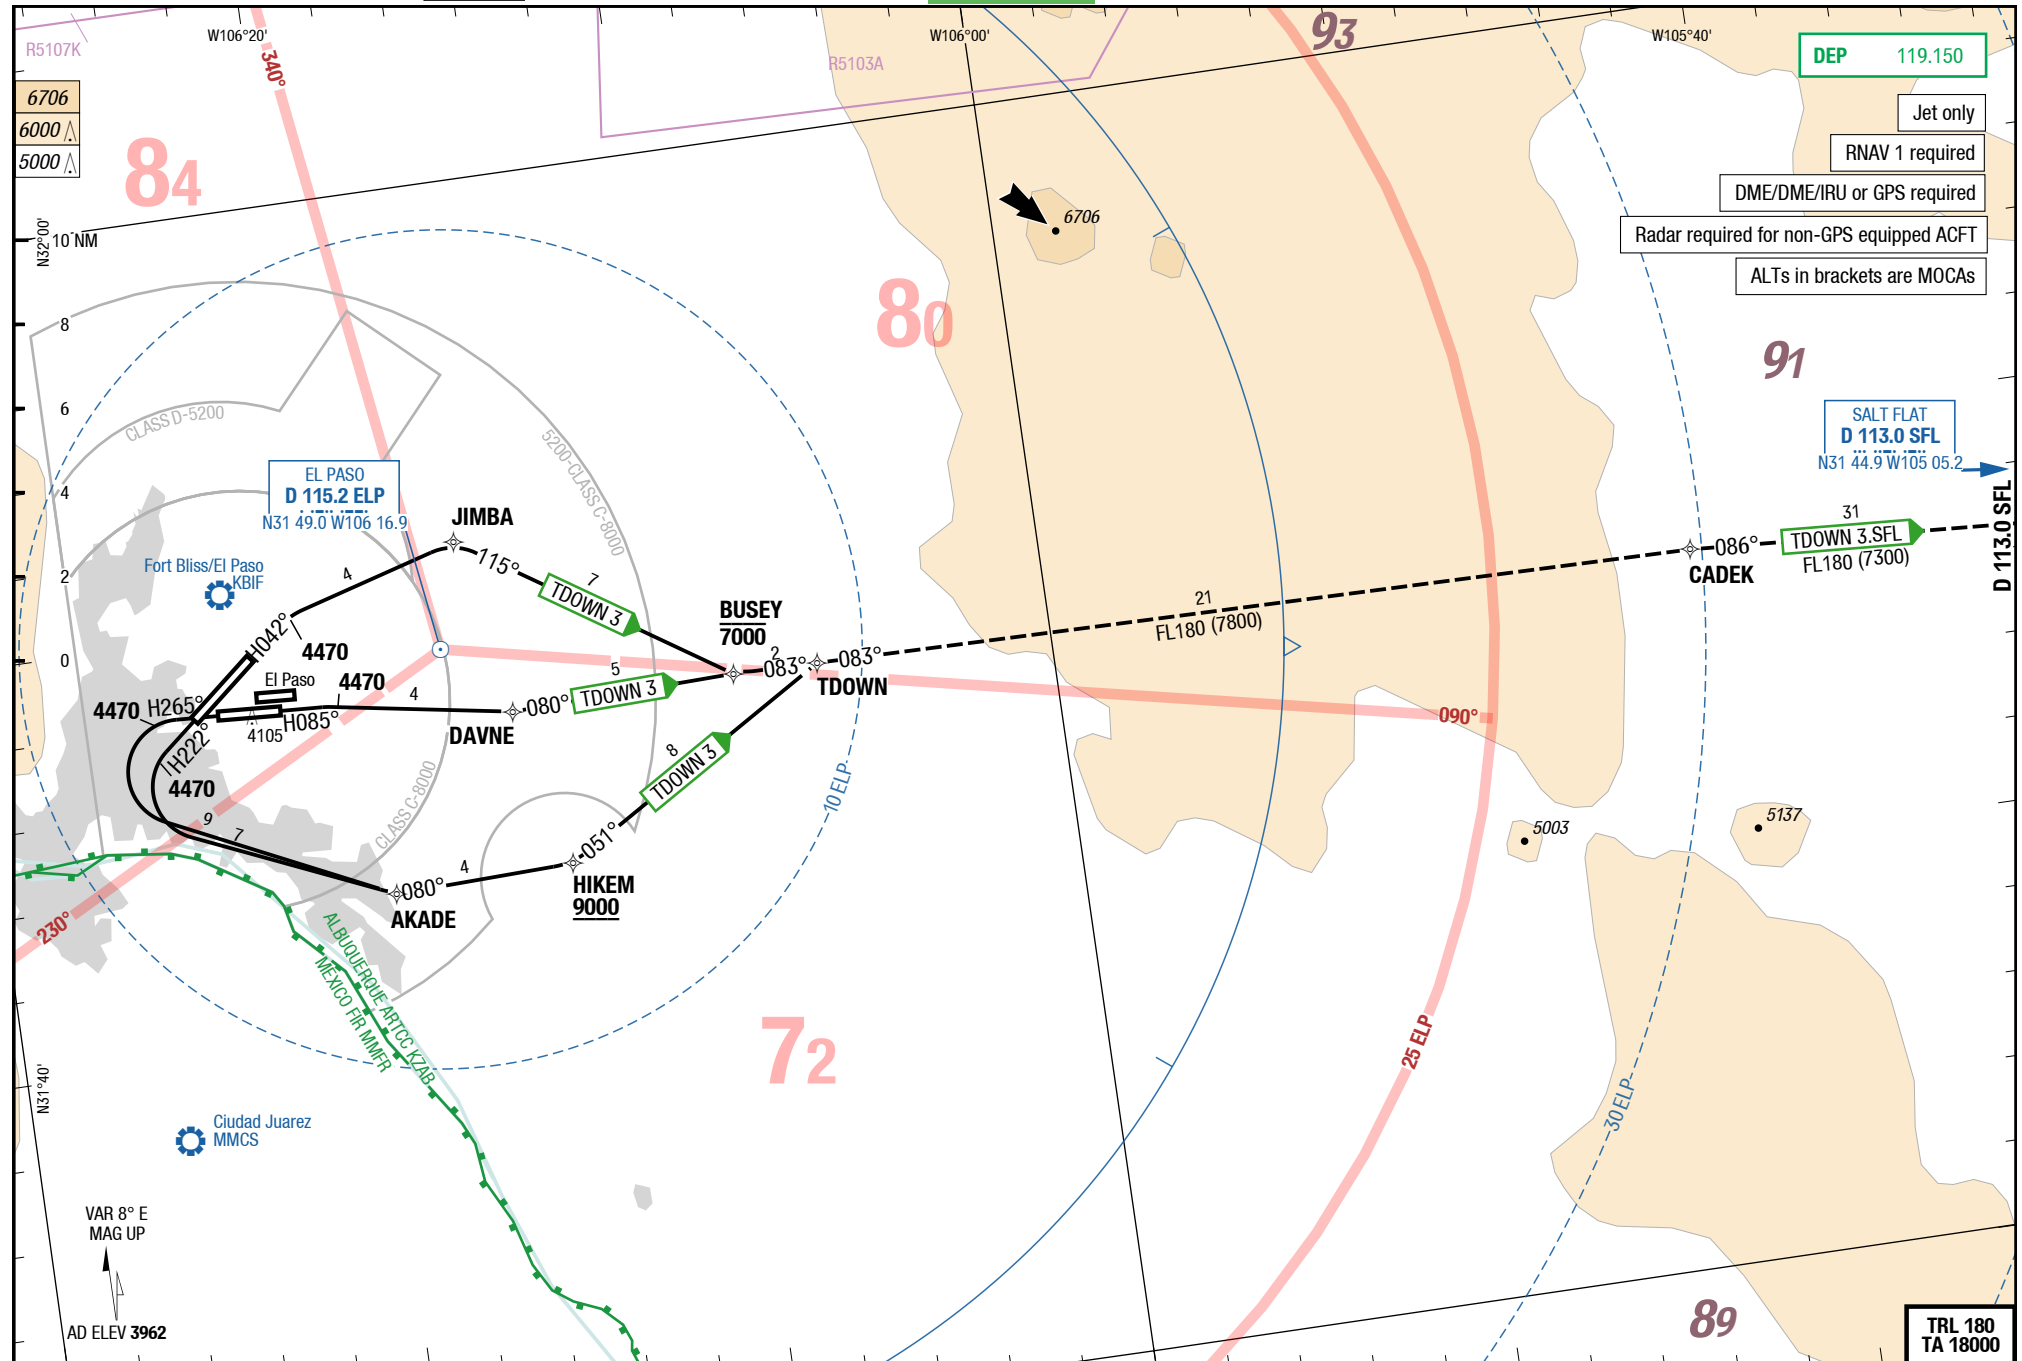 W106°20'
W106°00'
W105°40'
R5107K
R5103A
340°
93
DEP 119.150
Jet only
RNAV 1 required
DME/DME/IRU or GPS required
Radar required for non-GPS equipped ACFT
ALTs in brackets are MOCAs
6706
6000
5000
84
N32°00'
10 NM
8
6
4
2
0
6706
80
91
CLASS D-5200
5200-CLASS C-8000
EL PASO
D 115.2 ELP
N31 49.0 W106 16.9
SALT FLAT
D 113.0 SFL
N31 44.9 W105 05.2
D 113.0 SFL
JIMBA
115°
7
TDOWN 3
Fort Bliss/El Paso
KBIF
4
H042°
4470
BUSEY
7000
2
083°
083°
TDOWN
21
FL180 (7800)
CADEK
086°
31
TDOWN 3.SFL
FL180 (7300)
El Paso
4470
4
5
080°
TDOWN 3
DAVNE
4470
H265°
H085°
4105
H222°
4470
090°
8
TDOWN 3
10 ELP
CLASS C-8000
9
7
080°
4
051°
AKADE
HIKEM
9000
230°
5003
5137
ALBUQUERQUE ARTCC KZAB
MEXICO FIR MMFR
72
25 ELP
30 ELP
N31°40'
Ciudad Juarez
MMCS
VAR 8° E
MAG UP
AD ELEV 3962
89
TRL 180
TA 18000